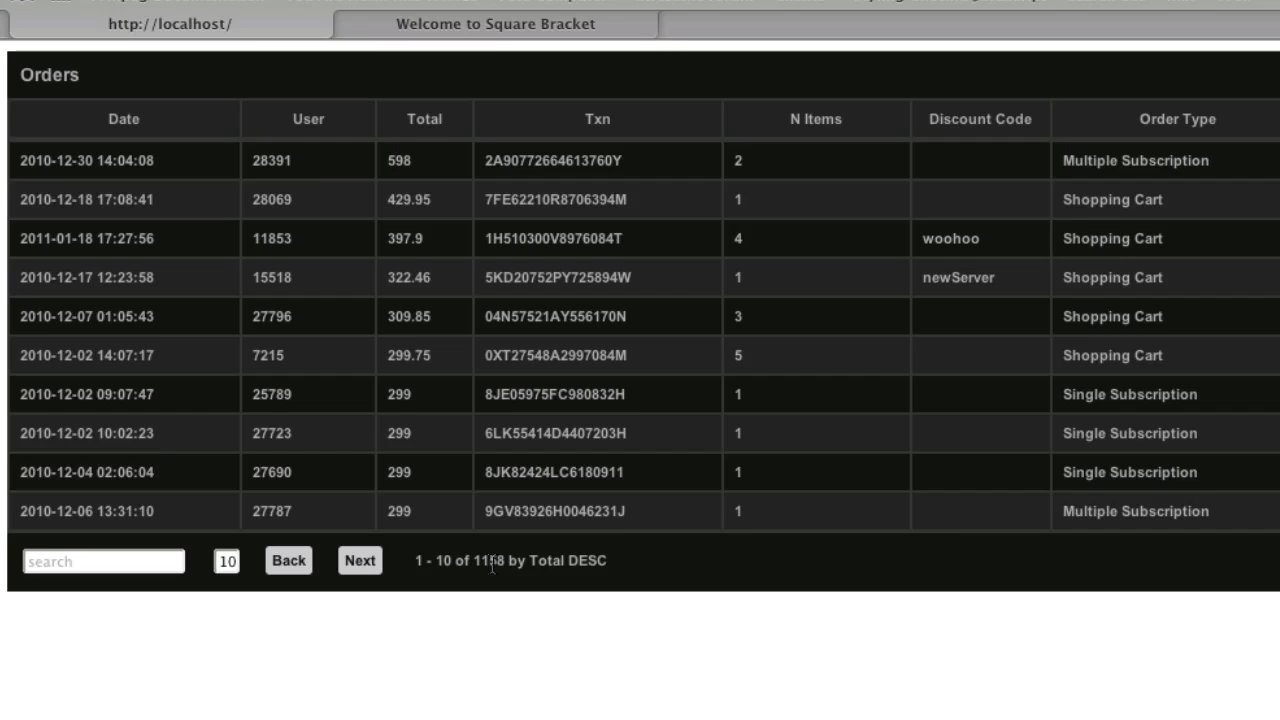 http://localhost/ Welcome to Square Bracket
Orders
Date User Total Txn N Items Discount Code Order Type
2010-12-30 14:04:08 28391 598 2A90772664613760Y 2 Multiple Subscription
2010-12-18 17:08:41 28069 429.95 7FE62210R8706394M 1 Shopping Cart
2011-01-18 17:27:56 11853 397.9 1H510300V8976084T 4 woohoo Shopping Cart
2010-12-17 12:23:58 15518 322.46 5KD20752PY725894W 1 newServer Shopping Cart
2010-12-07 01:05:43 27796 309.85 04N57521AY556170N 3 Shopping Cart
2010-12-02 14:07:17 7215 299.75 0XT27548A2997084M 5 Shopping Cart
2010-12-02 09:07:47 25789 299 8JE05975FC980832H 1 Single Subscription
2010-12-02 10:02:23 27723 299 6LK55414D4407203H 1 Single Subscription
2010-12-04 02:06:04 27690 299 8JK82424LC6180911 1 Single Subscription
2010-12-06 13:31:10 27787 299 9GV83926H0046231J 1 Multiple Subscription
search 10 Back Next 1 - 10 of by Total DESC